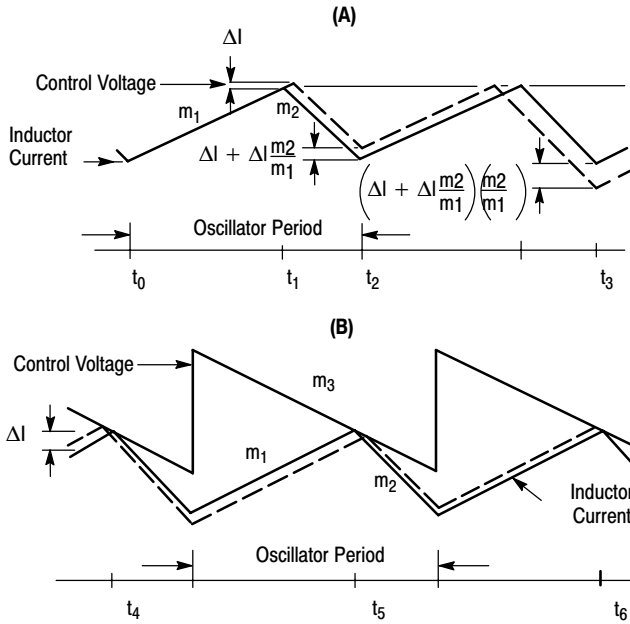 (A)
ΔI
Control Voltage
m1
m2
Inductor
Current
ΔI + ΔI m2/m1
(ΔI + ΔI m2/m1)(m2/m1)
Oscillator Period
t0 t1 t2 t3
(B)
Control Voltage
m3
ΔI
m1
m2
Inductor
Current
Oscillator Period
t4 t5 t6